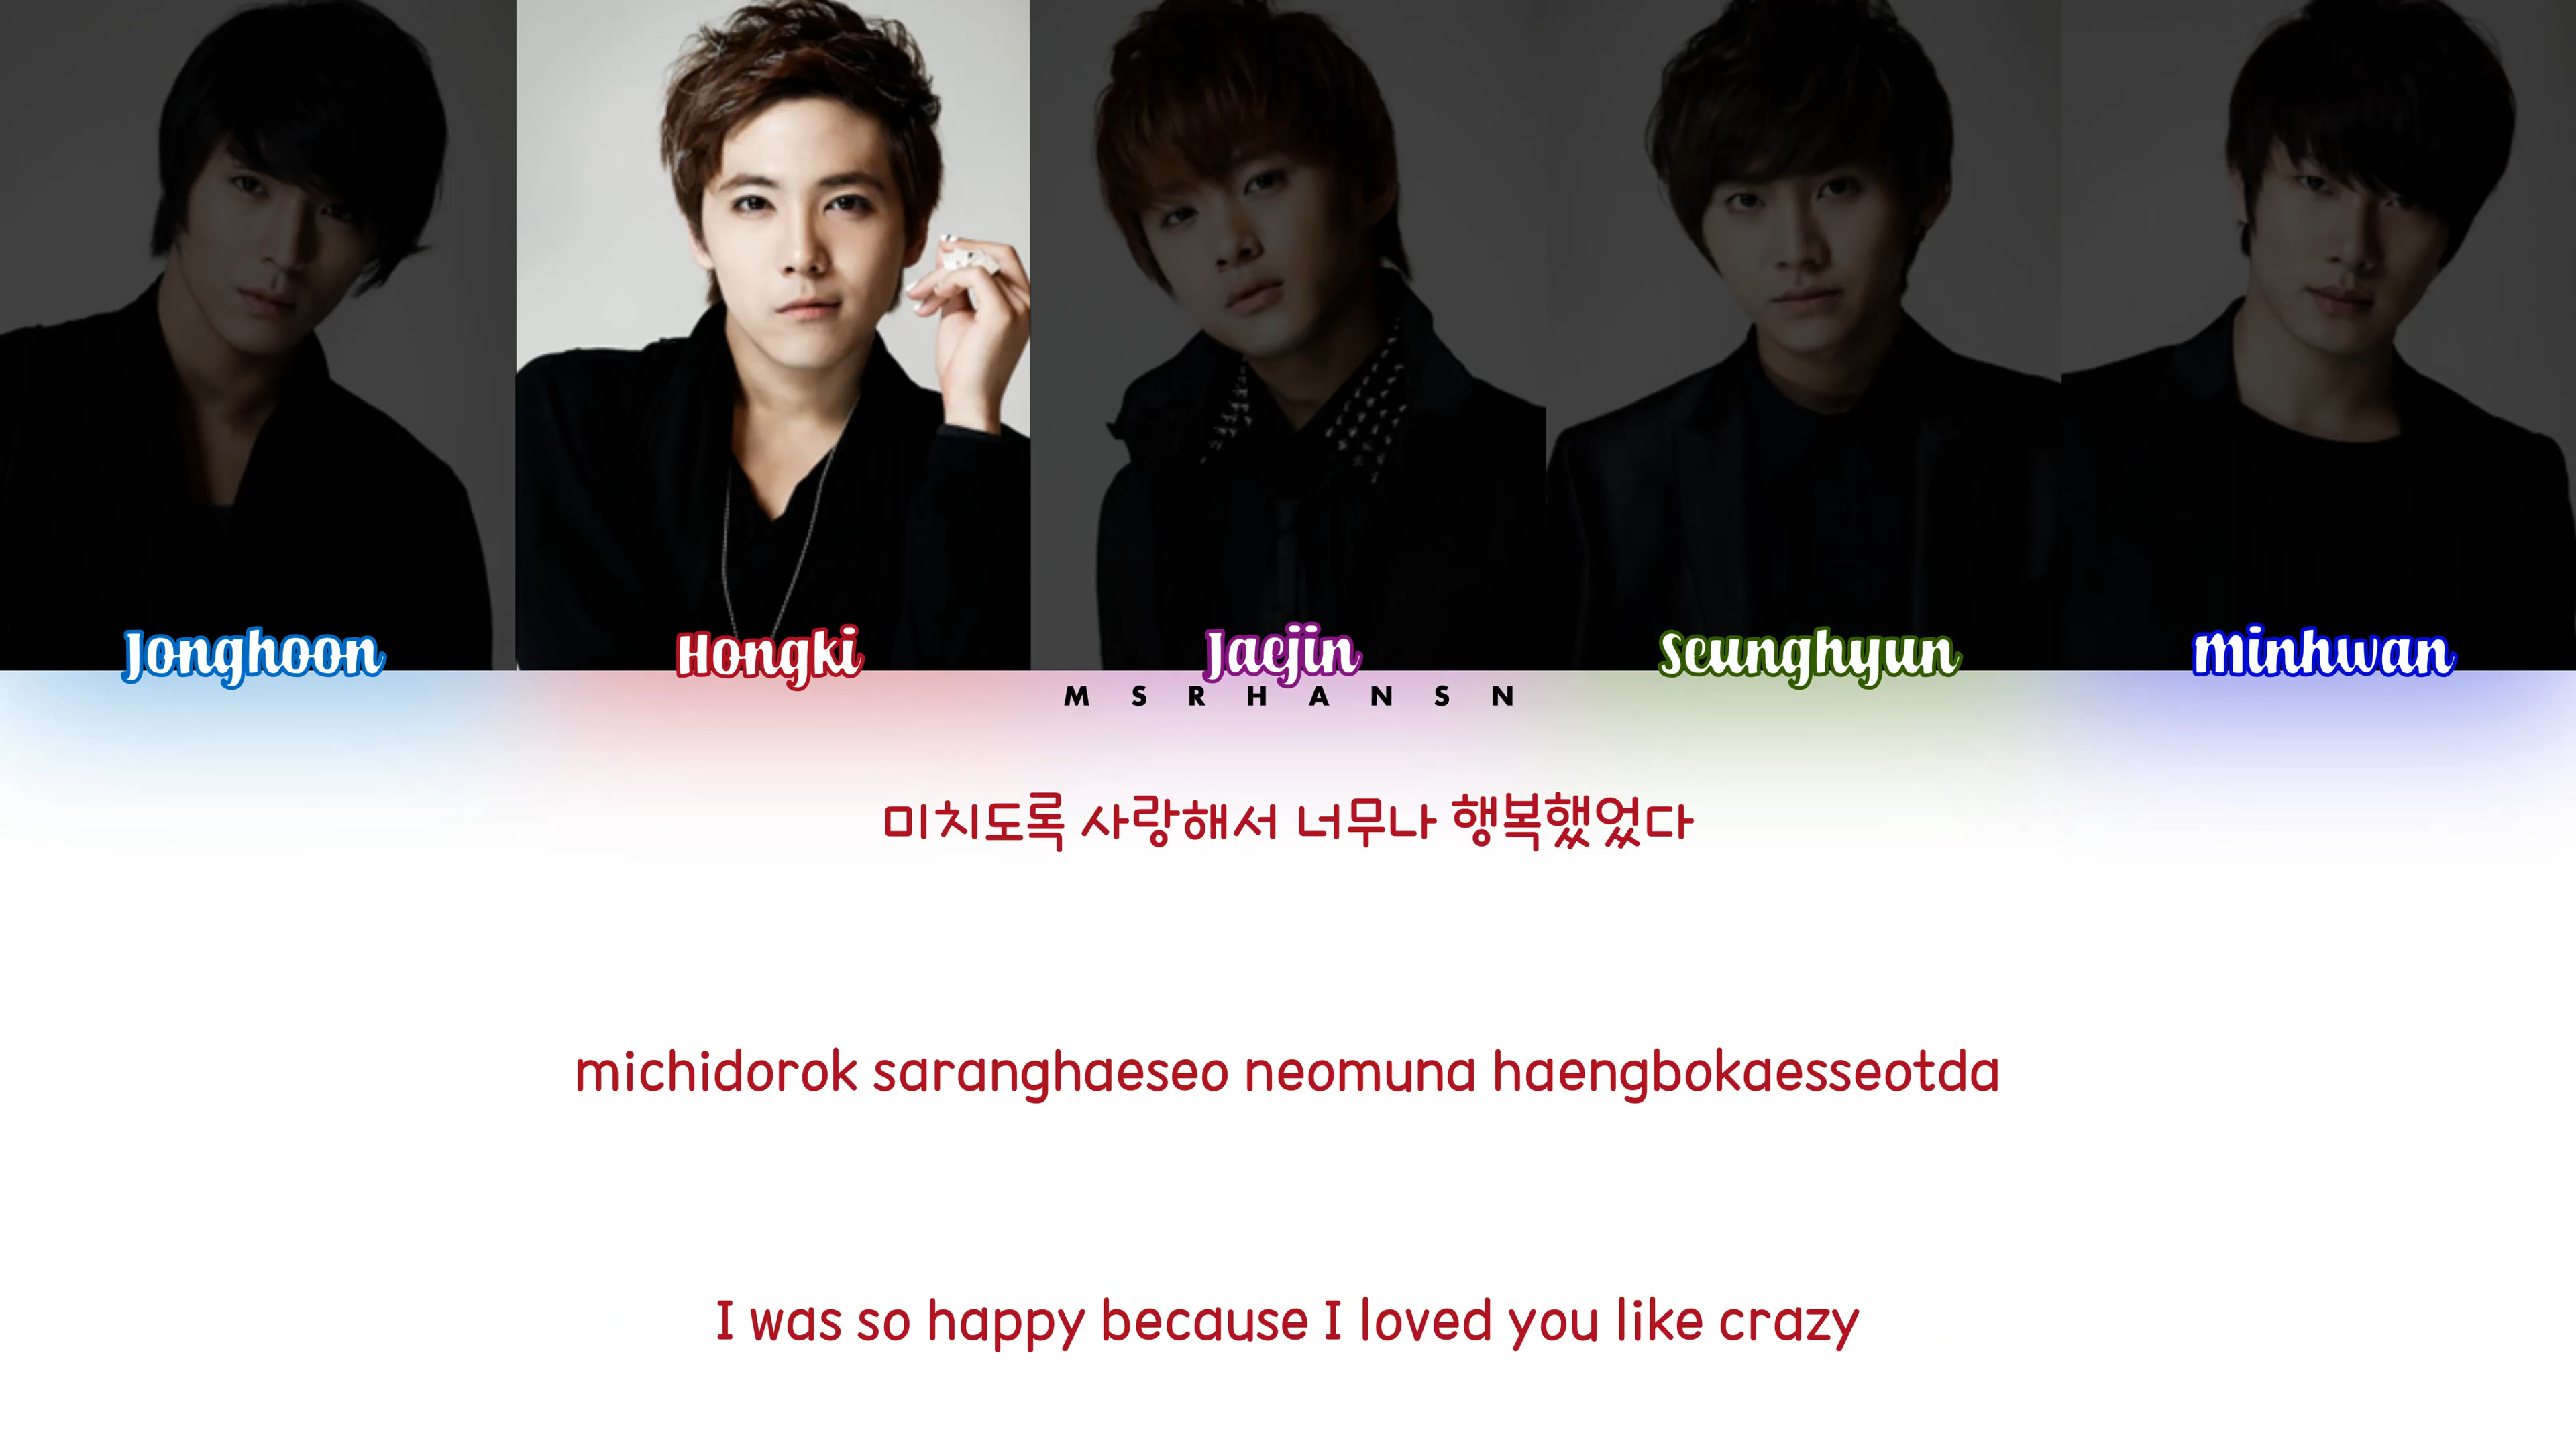 Jonghoon Hongki Jaejin Seunghyun Minhwan
MSRHANSN
미치도록 사랑해서 너무나 행복했었다
michidorok saranghaeseo neomuna haengbokaesseotda
I was so happy because I loved you like crazy